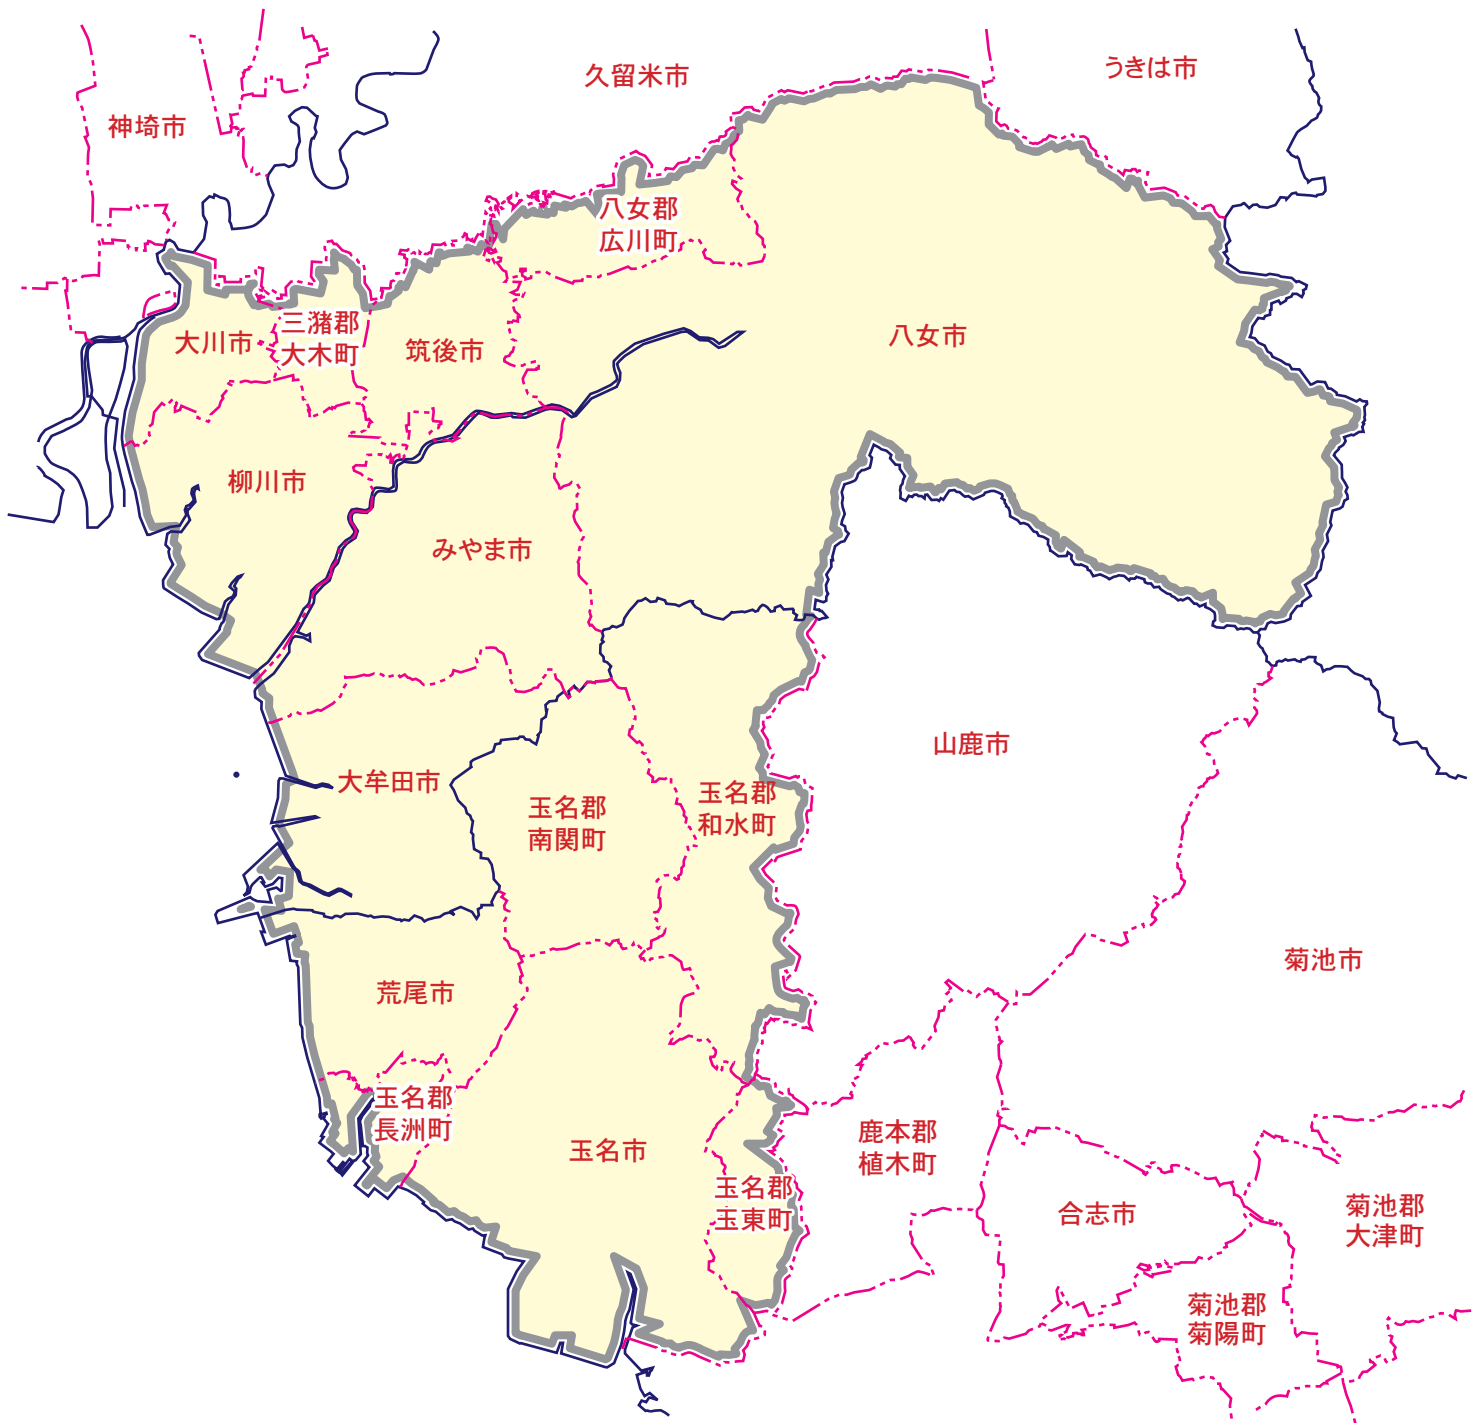 久留米市
うきは市
神埼市
八女郡
広川町
大川市
三潴郡
大木町
筑後市
八女市
柳川市
みやま市
山鹿市
大牟田市
玉名郡
南関町
玉名郡
和水町
菊池市
荒尾市
玉名郡
長洲町
玉名市
鹿本郡
植木町
玉名郡
玉東町
合志市
菊池郡
大津町
菊池郡
菊陽町